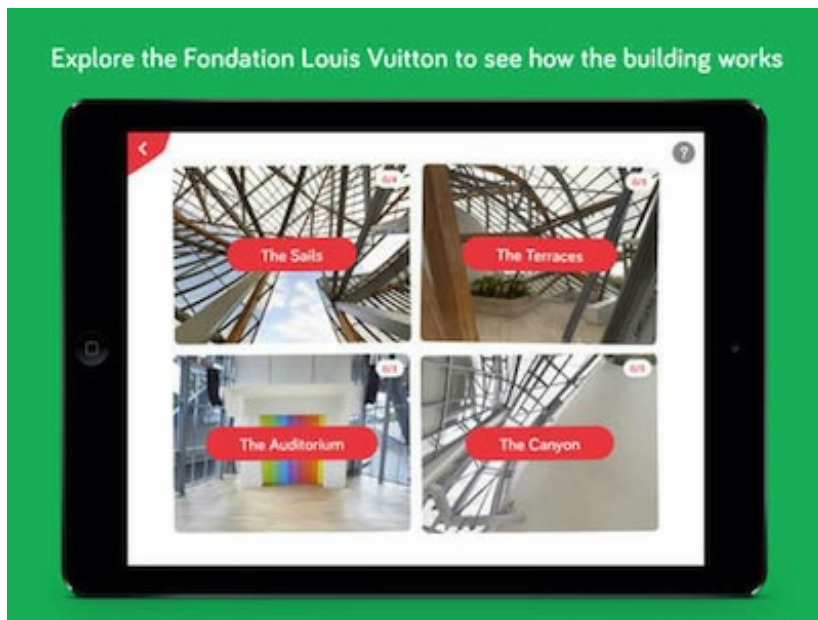 Explore the Fondation Louis Vuitton to see how the building works
?
The Sails
The Terraces
The Auditorium
The Canyon